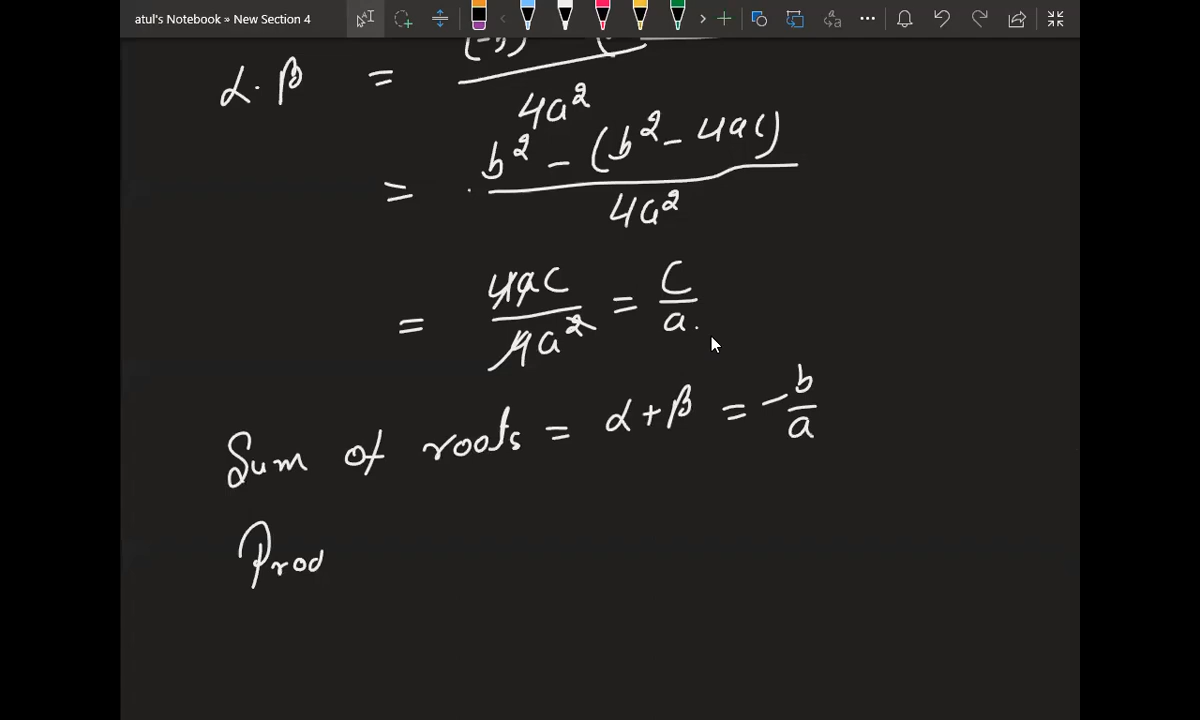 atul's Notebook » New Section 4
α.β = 4a²
= b² - (b² - 4ac) / 4a²
= 4ac / 4a² = c/a.
Sum of roots = α+β = -b/a
Prod